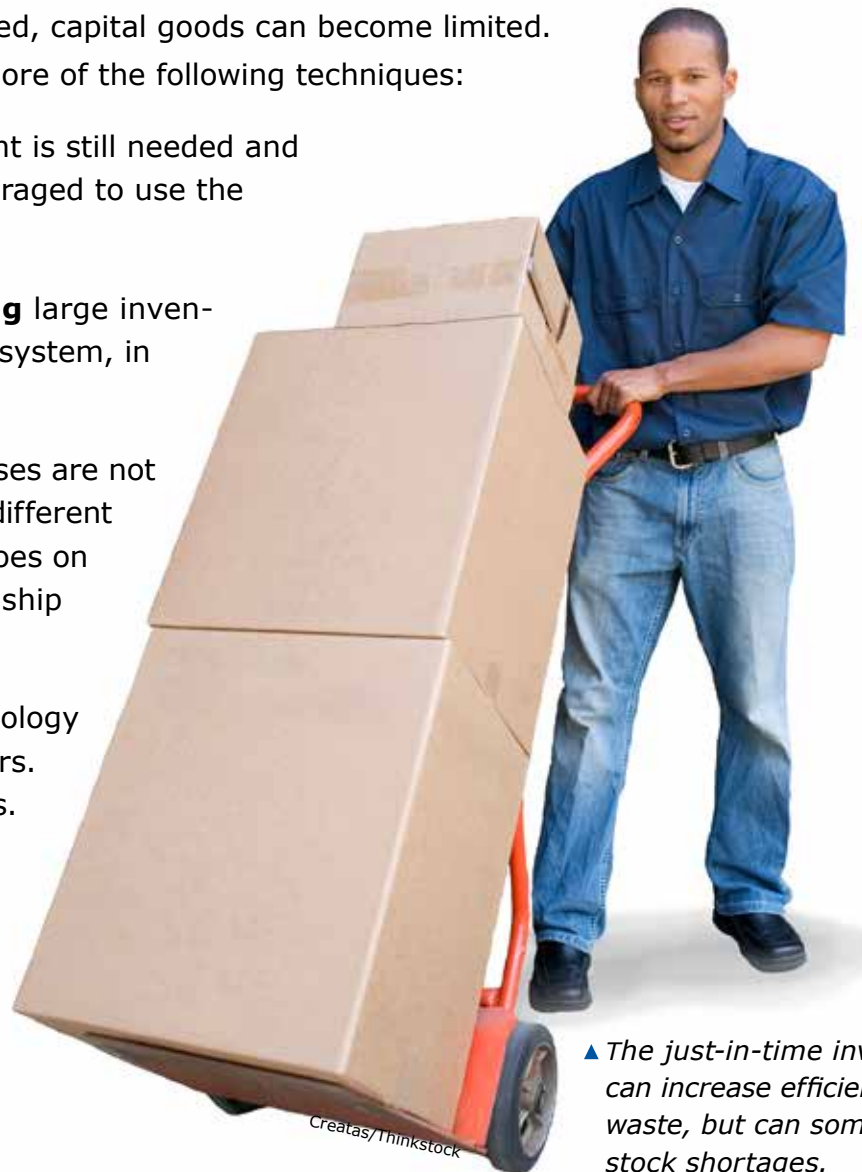 ed, capital goods can become limited.
ore of the following techniques:
nt is still needed and
raged to use the
g large inven-
system, in
ses are not
different
oes on
ship
ology
rs.
s.
Creatas/Thinkstock
▲ The just-in-time inv
can increase efficien
waste, but can som
stock shortages.